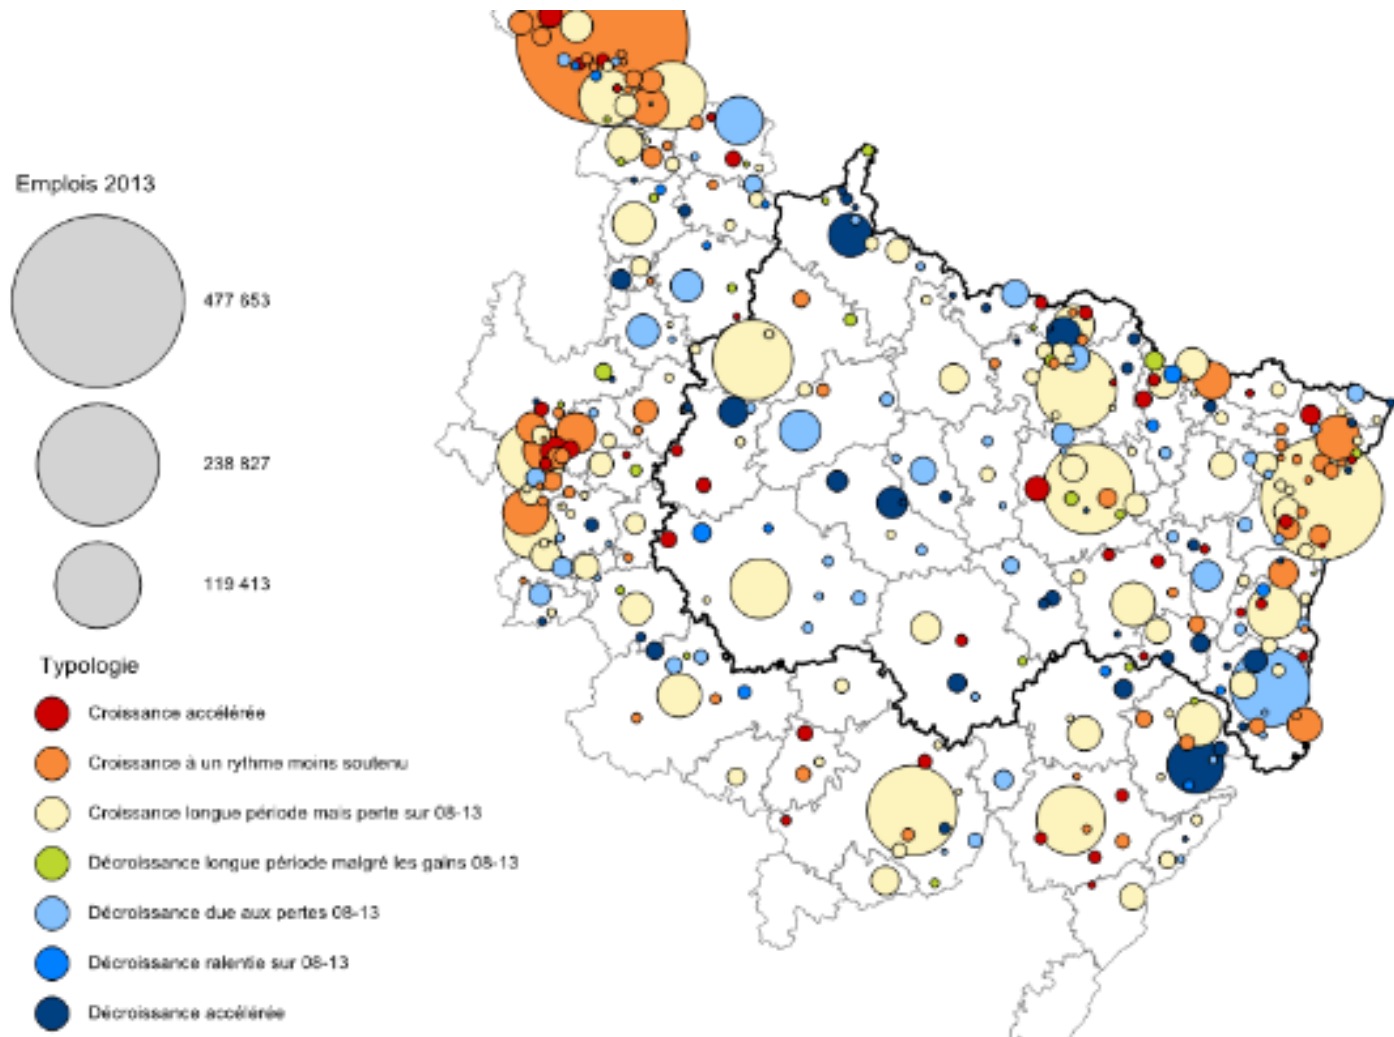 Emplois 2013
477 653
238 827
119 413
Typologie
Croissance accélérée
Croissance à un rythme moins soutenu
Croissance longue période mais perte sur 08-13
Décroissance longue période malgré les gains 08-13
Décroissance due aux pertes 08-13
Décroissance ralentie sur 08-13
Décroissance accélérée